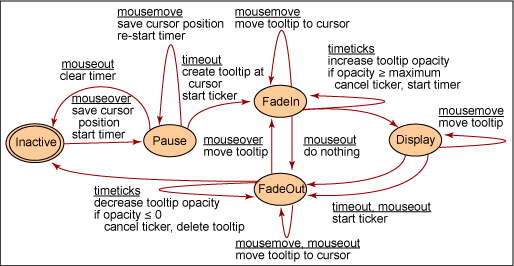 mousemove
save cursor position
re-start timer
mousemove
move tooltip to cursor
mouseout
clear timer
timeout
create tooltip at
cursor
start ticker
timeticks
increase tooltip opacity
if opacity ≥ maximum
cancel ticker, start timer
mouseover
save cursor
position
start timer
FadeIn
mousemove
move tooltip
Inactive
Pause
mouseover
move tooltip
mouseout
do nothing
Display
timeticks
decrease tooltip opacity
if opacity ≤ 0
cancel ticker, delete tooltip
FadeOut
timeout, mouseout
start ticker
mousemove, mouseout
move tooltip to cursor